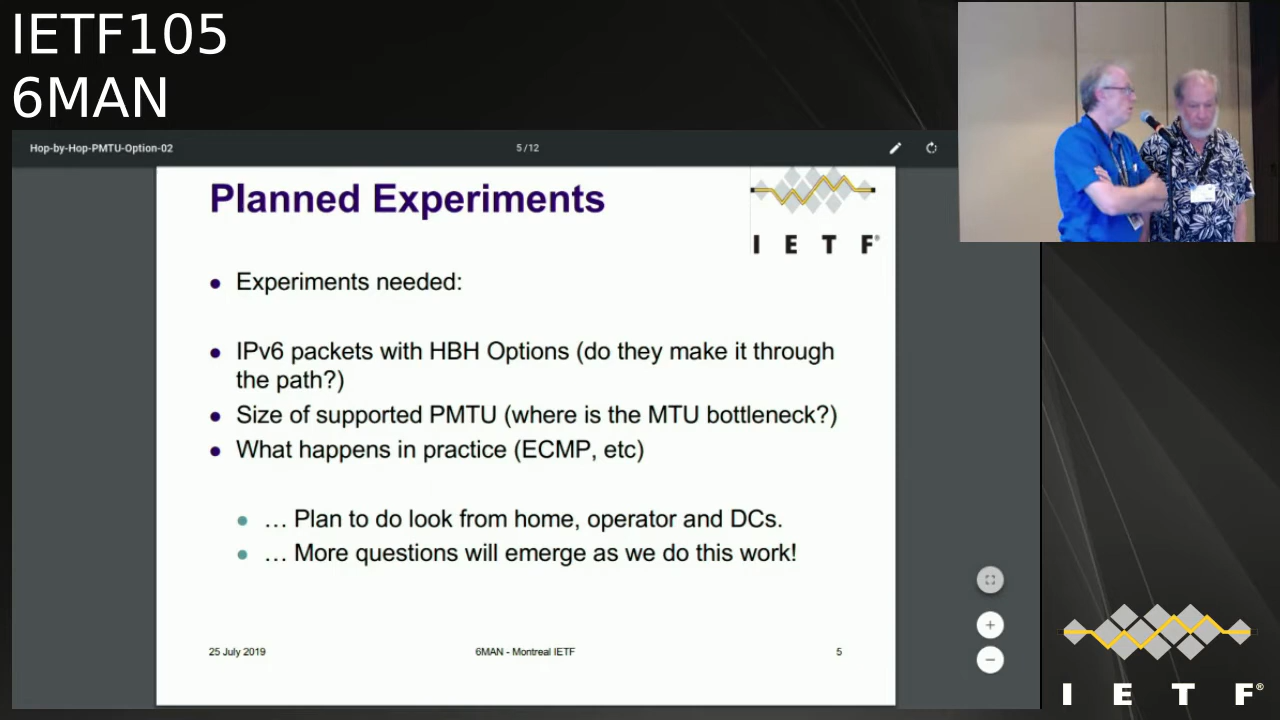 IETF105
6MAN
Hop-by-Hop-PMTU-Option-02
5 / 12
Planned Experiments
I E T F®
• Experiments needed:
• IPv6 packets with HBH Options (do they make it through
the path?)
• Size of supported PMTU (where is the MTU bottleneck?)
• What happens in practice (ECMP, etc)
• … Plan to do look from home, operator and DCs.
• … More questions will emerge as we do this work!
25 July 2019
6MAN - Montreal IETF
5
I E T F®